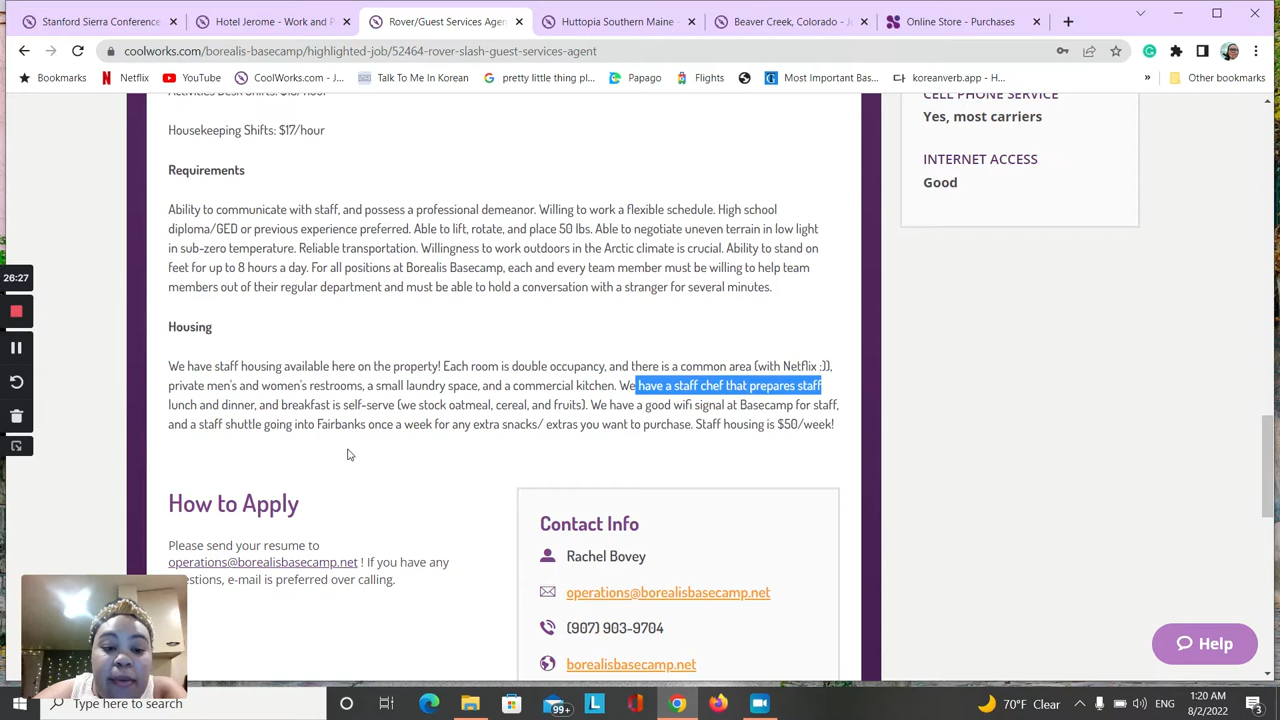 Stanford Sierra Conference
Hotel Jerome - Work and P
Rover/Guest Services Agen
Huttopia Southern Maine -
Beaver Creek, Colorado - Jo
Online Store - Purchases
coolworks.com/borealis-basecamp/highlighted-job/52464-rover-slash-guest-services-agent
Bookmarks
Netflix
YouTube
CoolWorks.com - J...
Talk To Me In Korean
pretty little thing pl...
Papago
Flights
Most Important Bas...
koreanverb.app - H...
Other bookmarks
Housekeeping Shifts: $17/hour
Requirements
Ability to communicate with staff, and possess a professional demeanor. Willing to work a flexible schedule. High school
diploma/GED or previous experience preferred. Able to lift, rotate, and place 50 lbs. Able to negotiate uneven terrain in low light
in sub-zero temperature. Reliable transportation. Willingness to work outdoors in the Arctic climate is crucial. Ability to stand on
feet for up to 8 hours a day. For all positions at Borealis Basecamp, each and every team member must be willing to help team
members out of their regular department and must be able to hold a conversation with a stranger for several minutes.
Housing
We have staff housing available here on the property! Each room is double occupancy, and there is a common area (with Netflix :)),
private men's and women's restrooms, a small laundry space, and a commercial kitchen. We have a staff chef that prepares staff
lunch and dinner, and breakfast is self-serve (we stock oatmeal, cereal, and fruits). We have a good wifi signal at Basecamp for staff,
and a staff shuttle going into Fairbanks once a week for any extra snacks/ extras you want to purchase. Staff housing is $50/week!
How to Apply
Please send your resume to
operations@borealisbasecamp.net ! If you have any
questions, e-mail is preferred over calling.
Contact Info
Rachel Bovey
operations@borealisbasecamp.net
(907) 903-9704
borealisbasecamp.net
CELL PHONE SERVICE
Yes, most carriers
INTERNET ACCESS
Good
Help
26:27
Type here to search
99+
70°F Clear
ENG
1:20 AM
8/2/2022
3